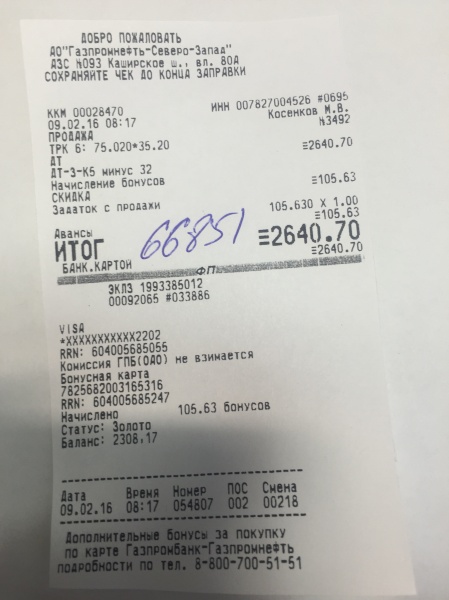 ДОБРО ПОЖАЛОВАТЬ
АО"Газпромнефть-Северо-Запад"
АЗС №093 Каширское ш., вл. 80А
СОХРАНЯЙТЕ ЧЕК ДО КОНЦА ЗАПРАВКИ
ККМ 00028470 ИНН 007827004526 #0695
09.02.16 08:17 Косенков М.В.
ПРОДАЖА №3492
ТРК 6: 75.020*35.20 ≡2640.70
ДТ
ДТ-З-К5 минус 32
Начисление бонусов ≡105.63
СКИДКА
Задаток с продажи 105.630 X 1.00
≡105.63
Авансы
66851
ИТОГ ≡2640.70
БАНК.КАРТОЙ ≡2640.70
ФП
ЭКЛЗ 1993385012
00092065 #033886
VISA
*XXXXXXXXXXX2202
RRN: 604005685055
Комиссия ГПБ(ОАО) не взимается
Бонусная карта
7825682003165316
RRN: 604005685247
Начислено 105.63 бонусов
Статус: Золото
Баланс: 2308,17
Дата Время Номер ПОС Смена
09.02.16 08:17 054807 002 00218
Дополнительные бонусы за покупку
по карте Газпромбанк-Газпромнефть
подробности по тел. 8-800-700-51-51